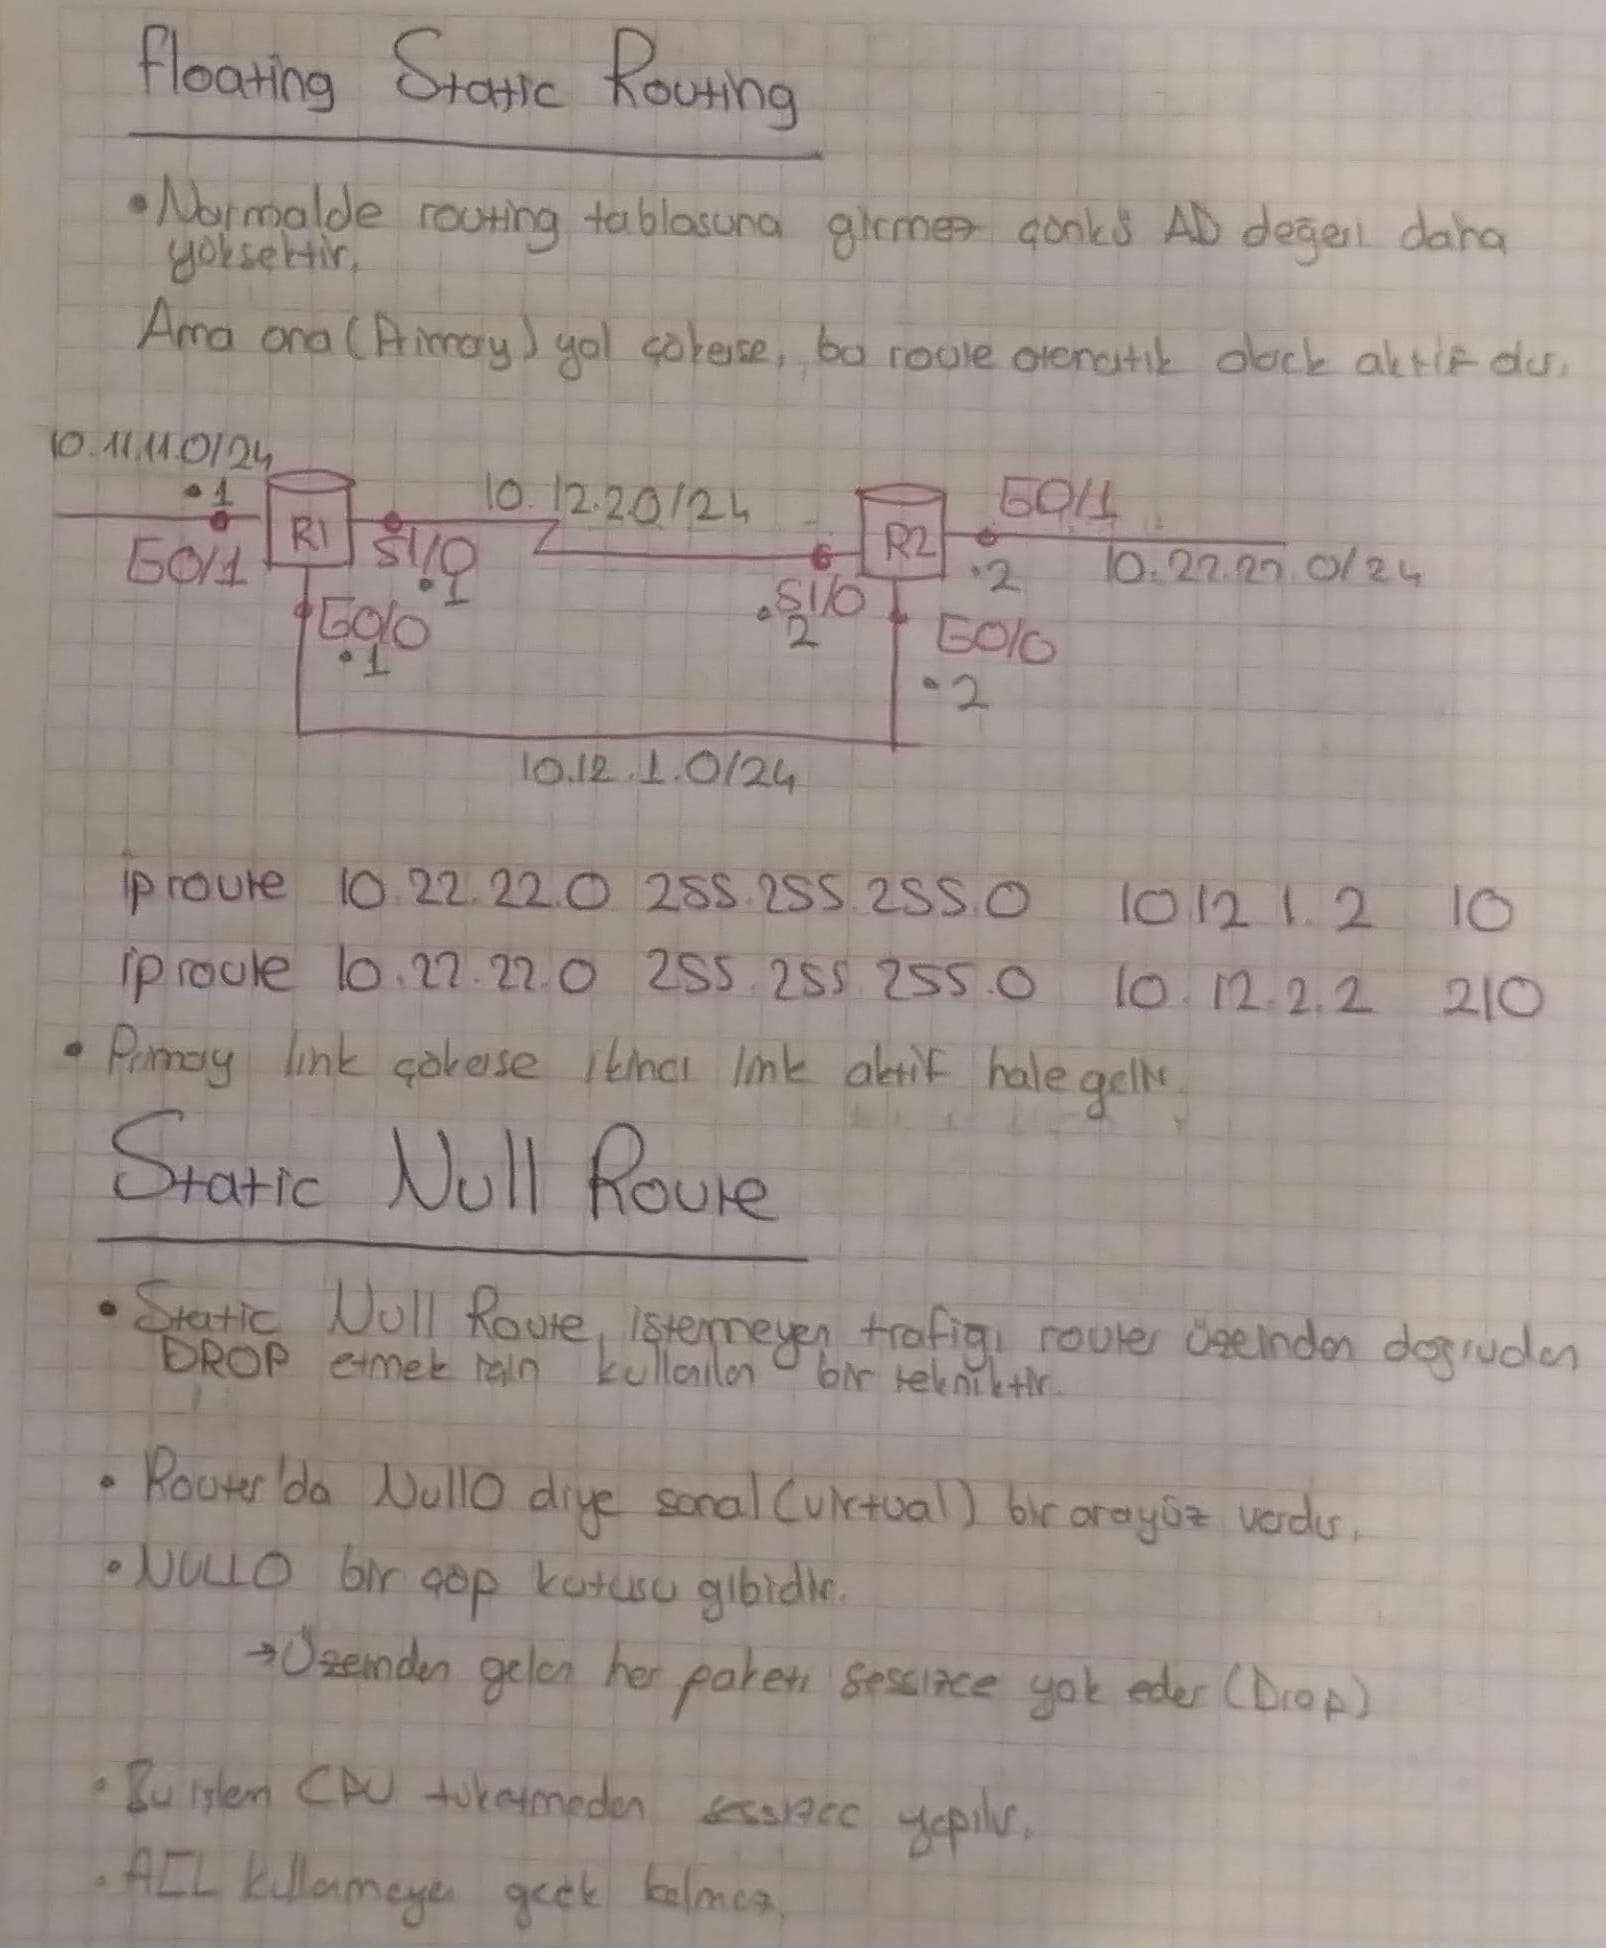 Floating Static Routing
• Normalde routing tablosuna girmez çünkü AD değeri daha
yüksektir.
Ama ana (Primary) yol çökerse, bu route otomatik olarak aktif olur.
10.11.11.0/24
•1
R1
G0/1
S1/0
•1
10.12.2.0/24
G0/0
•1
R2
G0/1
•2
10.22.22.0/24
S1/0
.2
G0/0
•2
10.12.1.0/24
ip route 10.22.22.0 255.255.255.0 10.12.1.2 10
ip route 10.22.22.0 255.255.255.0 10.12.2.2 210
• Primary link çökerse ikinci link aktif hale gelir.
Static Null Route
• Static Null Route, istemeyen trafiği router üzerinden doğrudan
DROP etmek için kullanılan bir tekniktir.
• Router'da Null0 diye sanal (virtual) bir arayüz vardır.
• NULL0 bir çöp kutusu gibidir.
→ Üzerinden gelen her paketi sessizce yok eder (Drop)
• Bu işlem CPU tüketmeden sessizce yapılır.
• ACL kullanmaya gerek kalmaz.